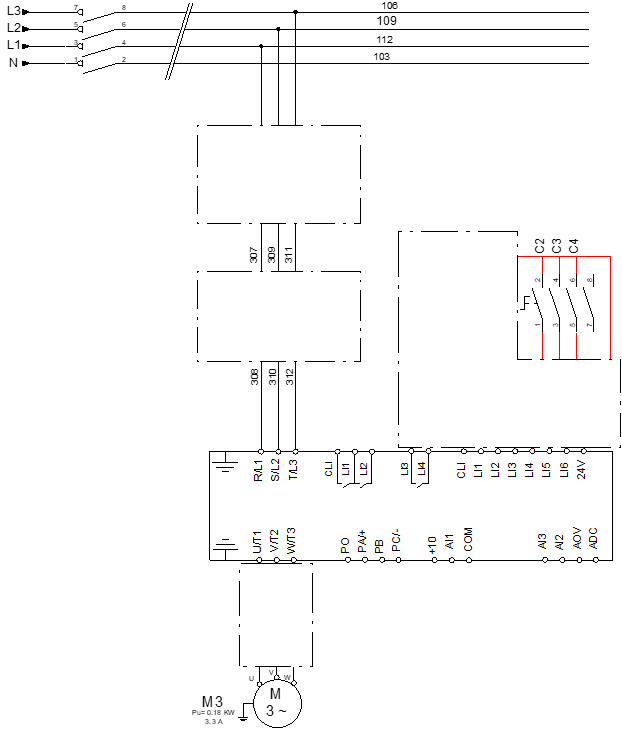 L3 7 8 106
L2 5 6 109
L1 3 4 112
N 1 2 103
307 309 311
C2 C3 C4
2 4 6 8
1 3 5 7
308 310 312
R/L1 S/L2 T/L3 CLI LI1 LI2 LI3 LI4 CLI LI1 LI2 LI3 LI4 LI5 LI6 24V
U/T1 V/T2 W/T3 PO PA/+ PB PC/- +10 AI1 COM AI3 AI2 AOV ADC
U V W
M3
Pu= 0.18 KW
3.3 A
M
3 ~